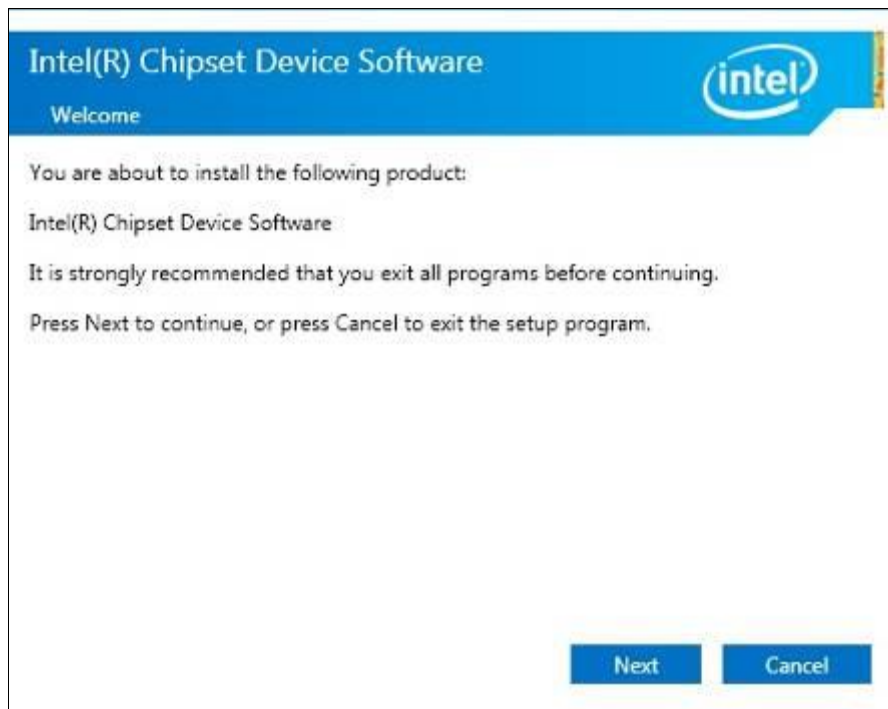 Intel(R) Chipset Device Software
intel
Welcome
You are about to install the following product:
Intel(R) Chipset Device Software
It is strongly recommended that you exit all programs before continuing.
Press Next to continue, or press Cancel to exit the setup program.
Next
Cancel